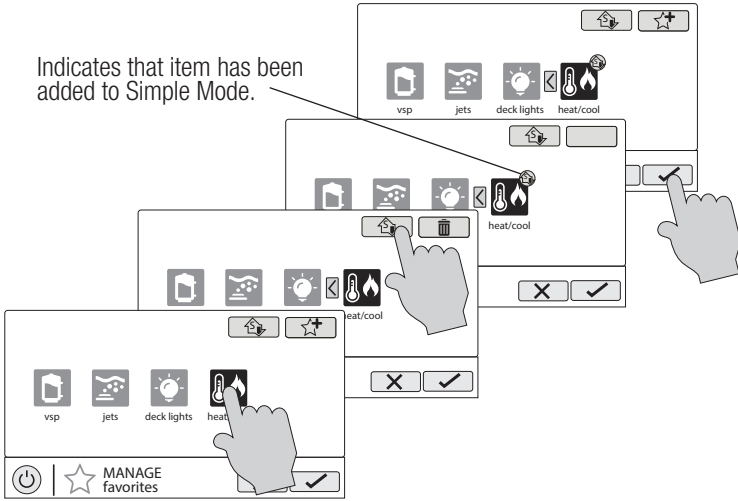 Indicates that item has been
added to Simple Mode.
S
vsp
jets
deck lights
heat/cool
S
heat/cool
S
eat/cool
S
vsp
jets
deck lights
heat
MANAGE
favorites